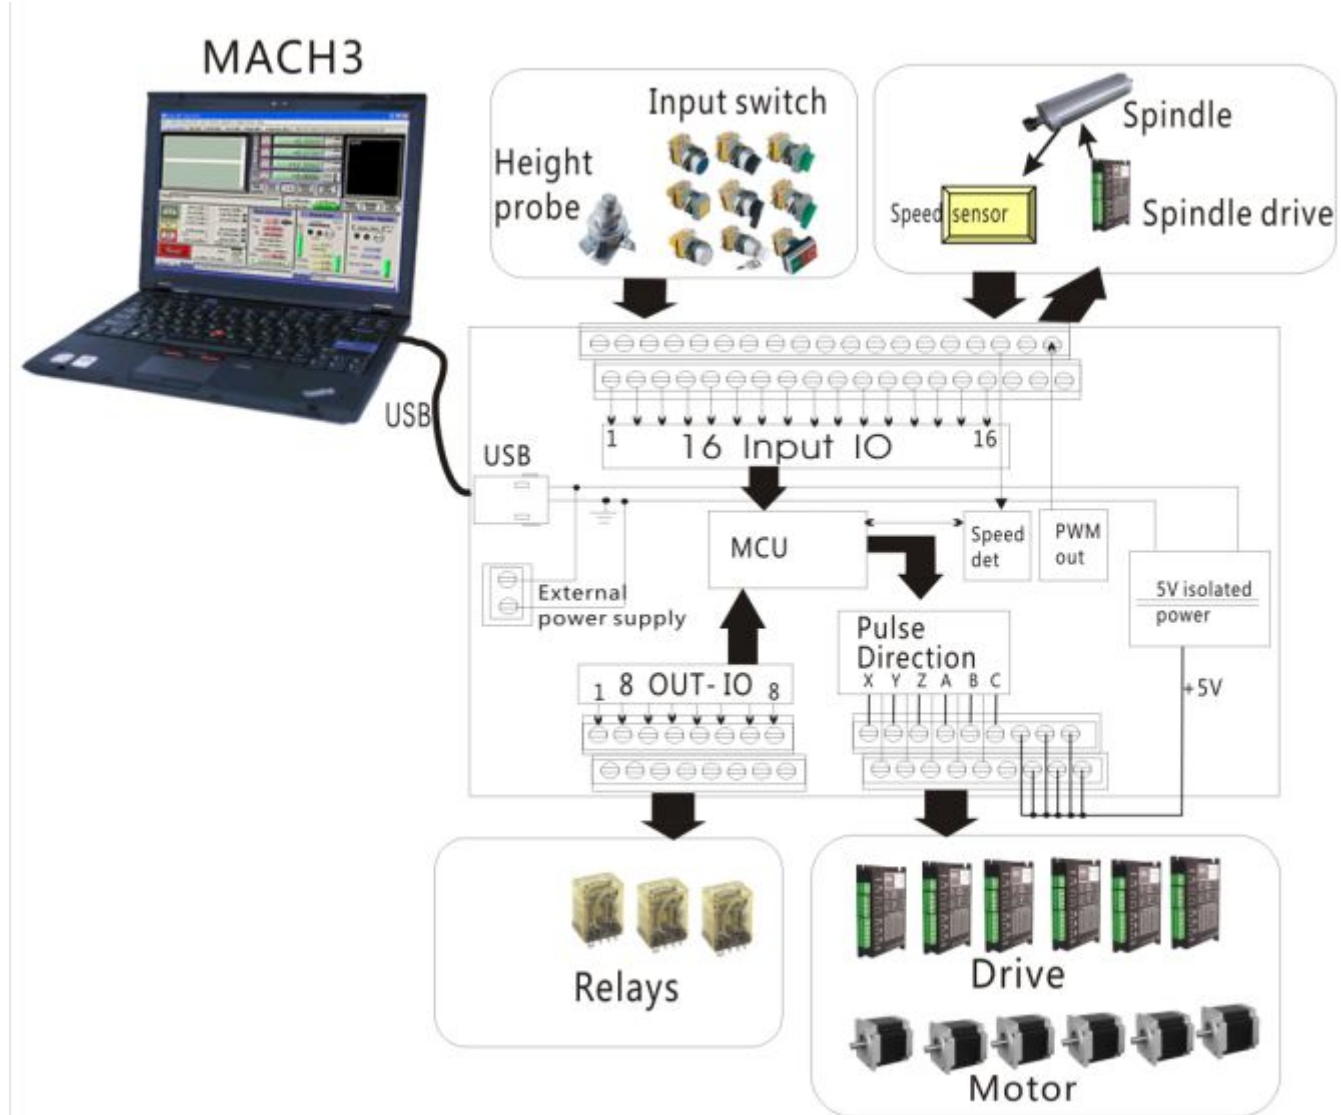 MACH3
Input switch
Height
probe
Spindle
Speed sensor
Spindle drive
USB
USB
1 16 Input IO 16
MCU
Speed
det
PWM
out
External
power supply
5V isolated
power
Pulse
Direction
X Y Z A B C
1 8 OUT-IO 8
+5V
Relays
Drive
Motor